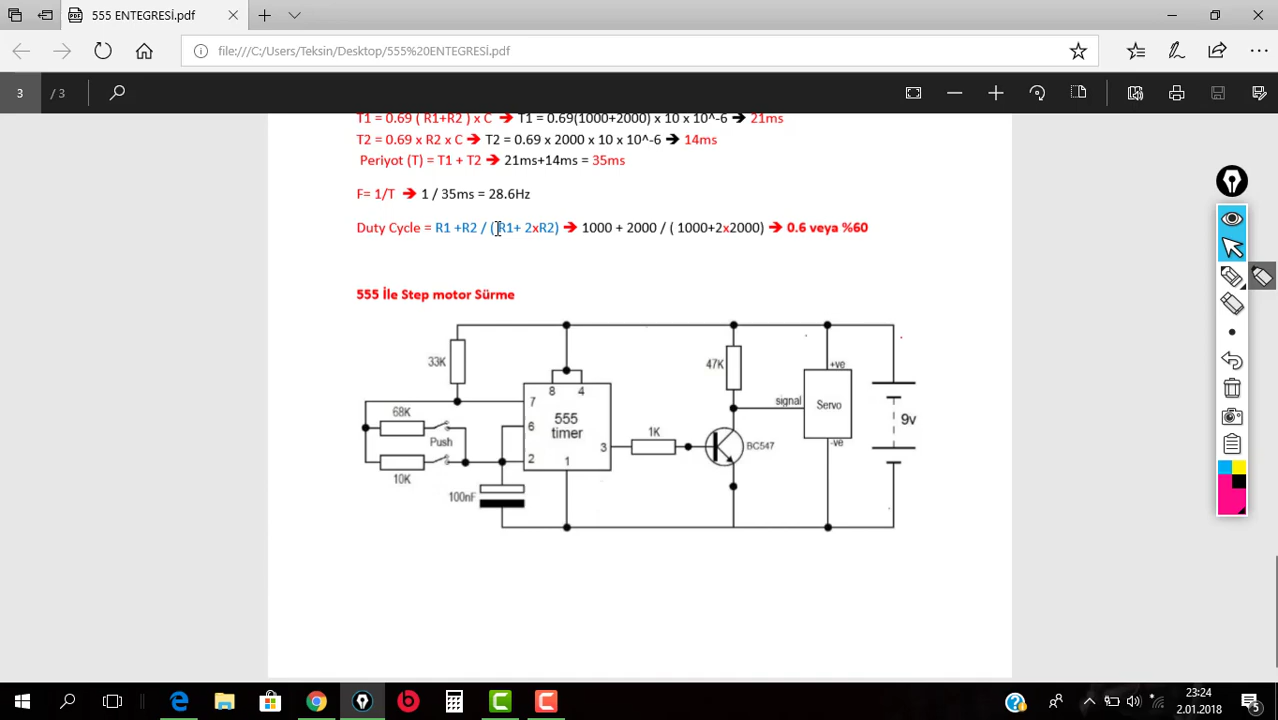 555 ENTEGRESİ.pdf
file:///C:/Users/Teksin/Desktop/555%20ENTEGRESİ.pdf
3 / 3
T1 = 0.69 ( R1+R2 ) x C ➔ T1 = 0.69(1000+2000) x 10 x 10^-6 ➔ 21ms
T2 = 0.69 x R2 x C ➔ T2 = 0.69 x 2000 x 10 x 10^-6 ➔ 14ms
Periyot (T) = T1 + T2 ➔ 21ms+14ms = 35ms
F= 1/T ➔ 1 / 35ms = 28.6Hz
Duty Cycle = R1 +R2 / ( R1+ 2xR2) ➔ 1000 + 2000 / ( 1000+2x2000) ➔ 0.6 veya %60
555 İle Step motor Sürme
33K
8 4
47K
+ve
7
68K
signal
Servo
555
timer
9v
6
Push
1K
BC547
3
-ve
2
1
10K
100nF
23:24
2.01.2018
5